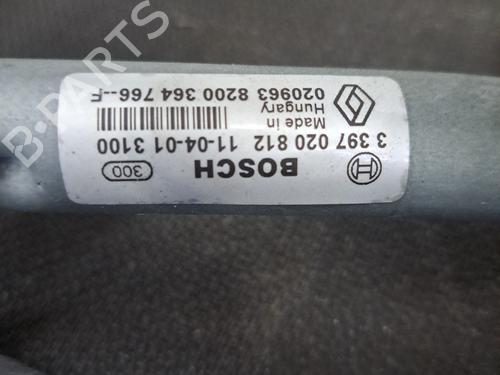 BOSCH 300
3 397 020 812 11-04-01 3100
Made in
Hungary
020963 8200 364 766--F
B-PARTS